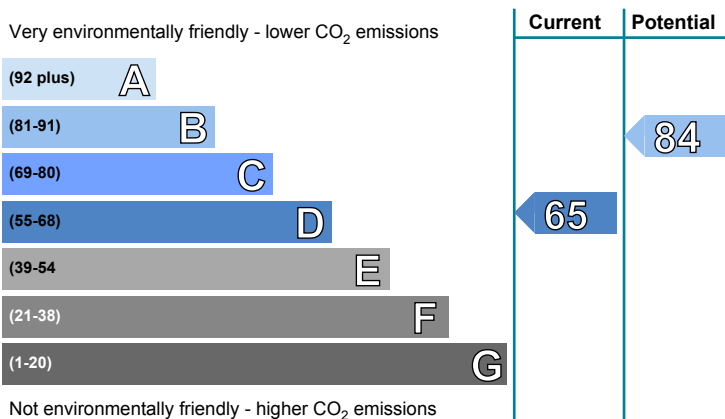 Current Potential
Very environmentally friendly - lower CO2 emissions
(92 plus) A
(81-91) B
84
(69-80) C
(55-68) D
65
(39-54 E
(21-38) F
(1-20) G
Not environmentally friendly - higher CO2 emissions